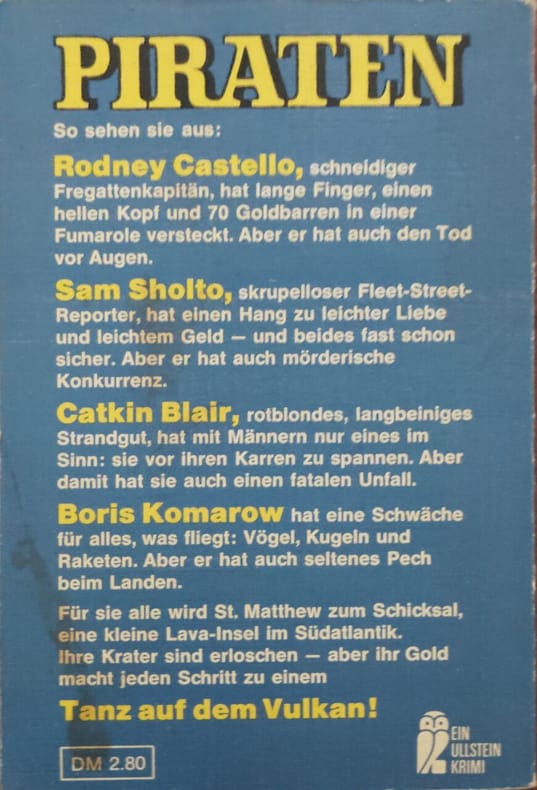 PIRATEN
So sehen sie aus:
Rodney Castello, schneidiger
Fregattenkapitän, hat lange Finger, einen
hellen Kopf und 70 Goldbarren in einer
Fumarole versteckt. Aber er hat auch den Tod
vor Augen.
Sam Sholto, skrupelloser Fleet-Street-
Reporter, hat einen Hang zu leichter Liebe
und leichtem Geld — und beides fast schon
sicher. Aber er hat auch mörderische
Konkurrenz.
Catkin Blair, rotblondes, langbeiniges
Strandgut, hat mit Männern nur eines im
Sinn: sie vor ihren Karren zu spannen. Aber
damit hat sie auch einen fatalen Unfall.
Boris Komarow hat eine Schwäche
für alles, was fliegt: Vögel, Kugeln und
Raketen. Aber er hat auch seltenes Pech
beim Landen.
Für sie alle wird St. Matthew zum Schicksal,
eine kleine Lava-Insel im Südatlantik.
Ihre Krater sind erloschen — aber ihr Gold
macht jeden Schritt zu einem
Tanz auf dem Vulkan!
DM 2.80
EIN
ULLSTEIN
KRIMI